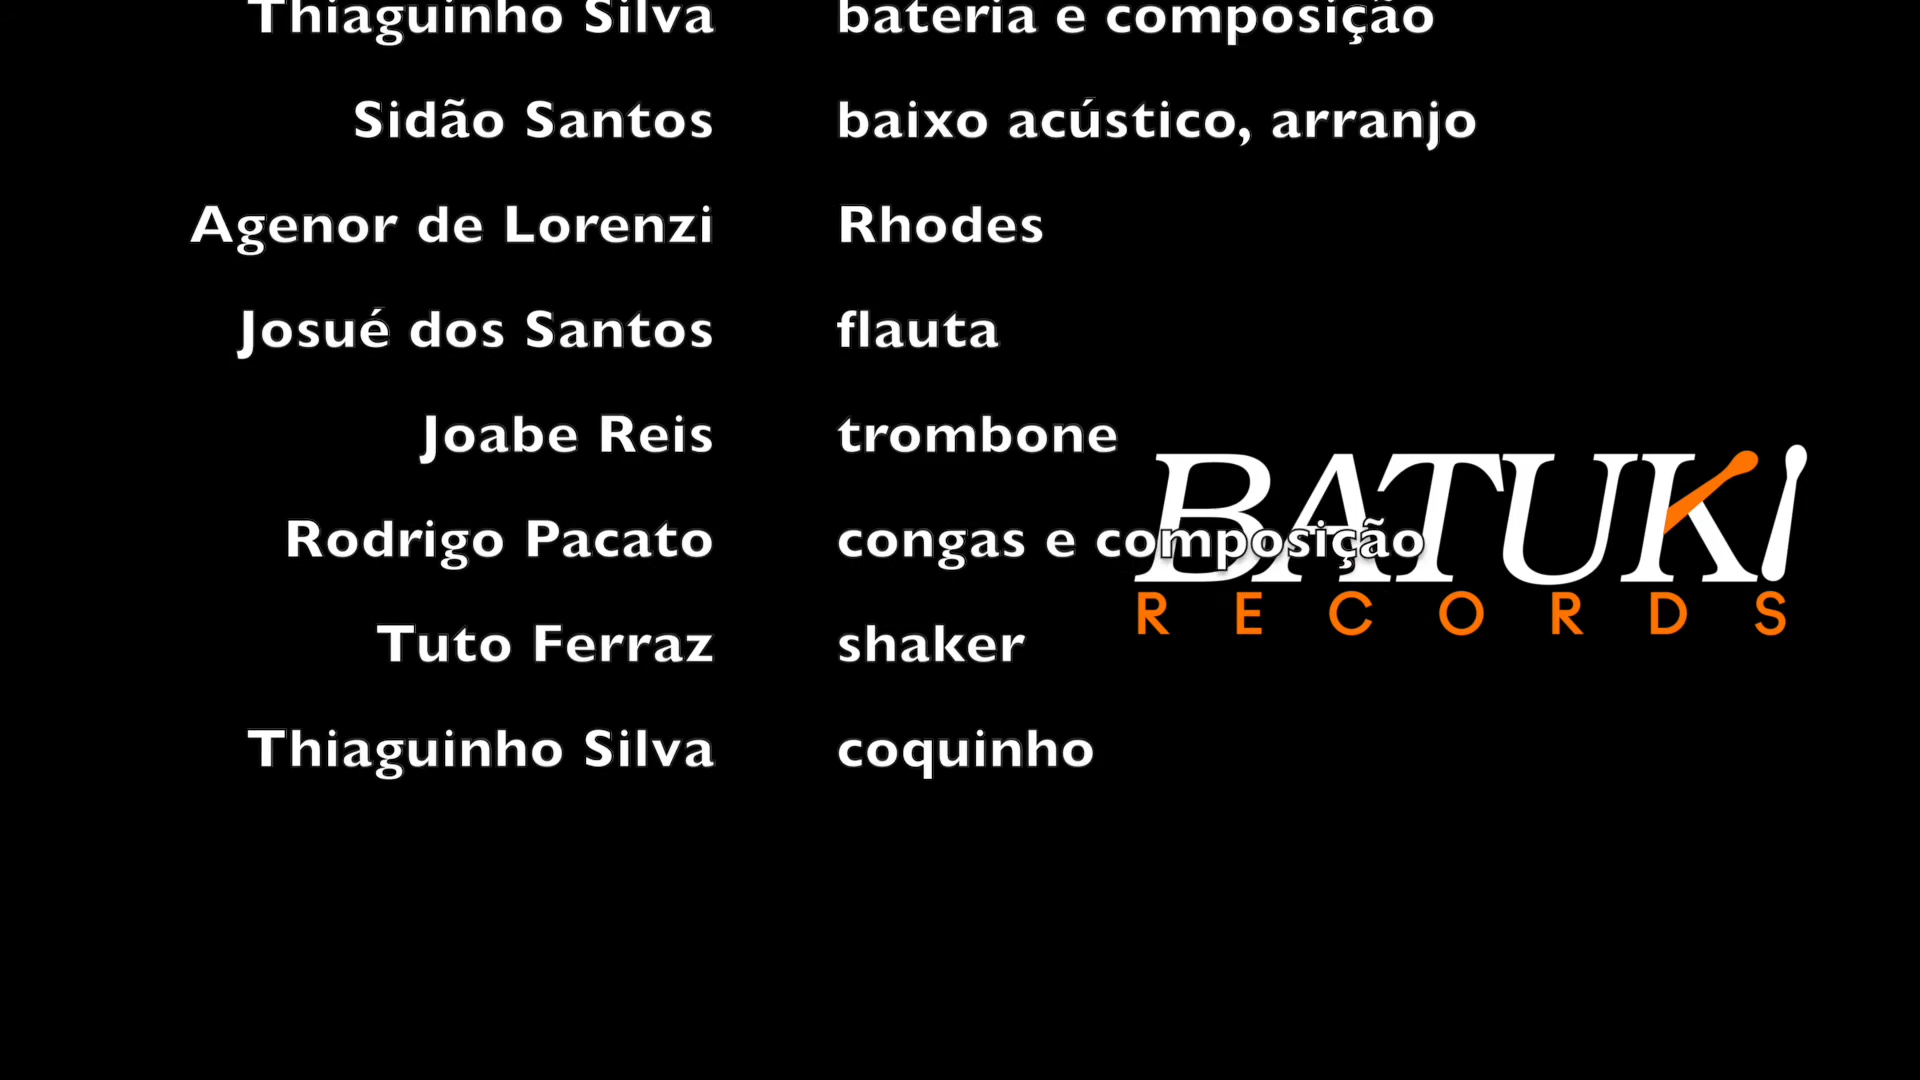 Thiaguinho Silva bateria e composição
Sidão Santos baixo acústico, arranjo
Agenor de Lorenzi Rhodes
Josué dos Santos flauta
Joabe Reis trombone
Rodrigo Pacato congas e composição
Tuto Ferraz shaker
Thiaguinho Silva coquinho
BATUKI
RECORDS